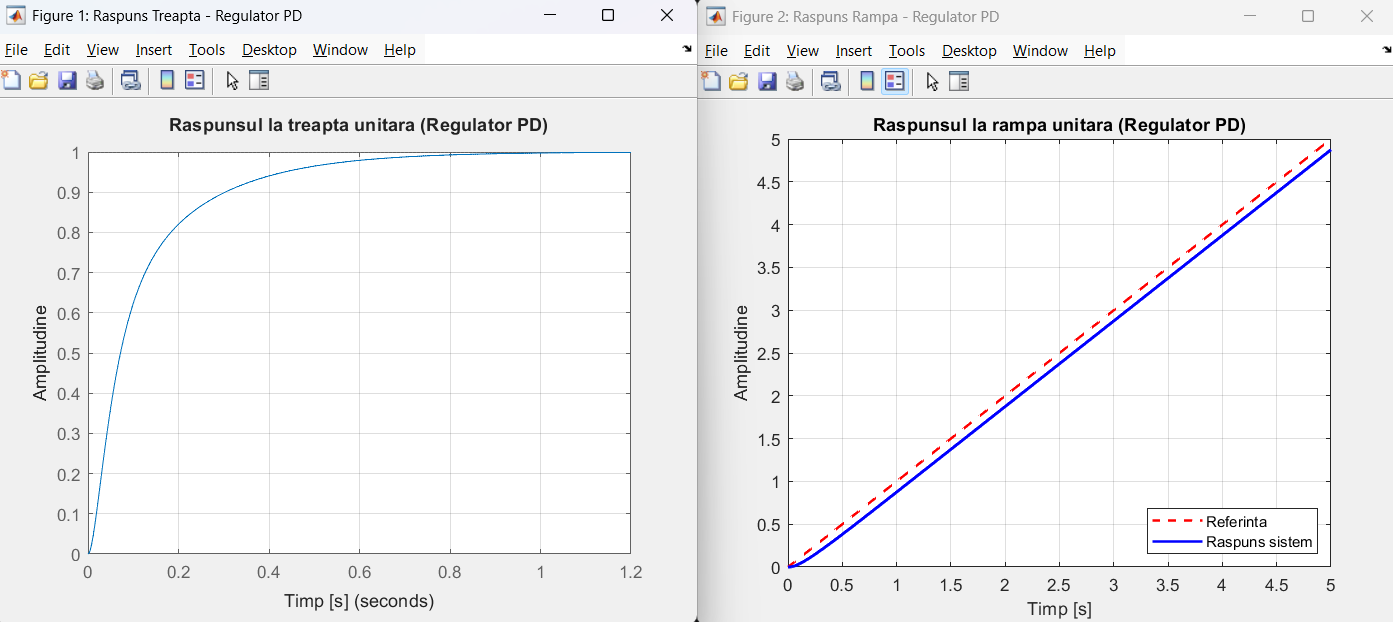 Figure 1: Raspuns Treapta - Regulator PD
File Edit View Insert Tools Desktop Window Help
Raspunsul la treapta unitara (Regulator PD)
Amplitudine
1
0.9
0.8
0.7
0.6
0.5
0.4
0.3
0.2
0.1
0
0 0.2 0.4 0.6 0.8 1 1.2
Timp [s] (seconds)
Figure 2: Raspuns Rampa - Regulator PD
File Edit View Insert Tools Desktop Window Help
Raspunsul la rampa unitara (Regulator PD)
Amplitudine
5
4.5
4
3.5
3
2.5
2
1.5
1
0.5
0
Referinta
Raspuns sistem
0 0.5 1 1.5 2 2.5 3 3.5 4 4.5 5
Timp [s]